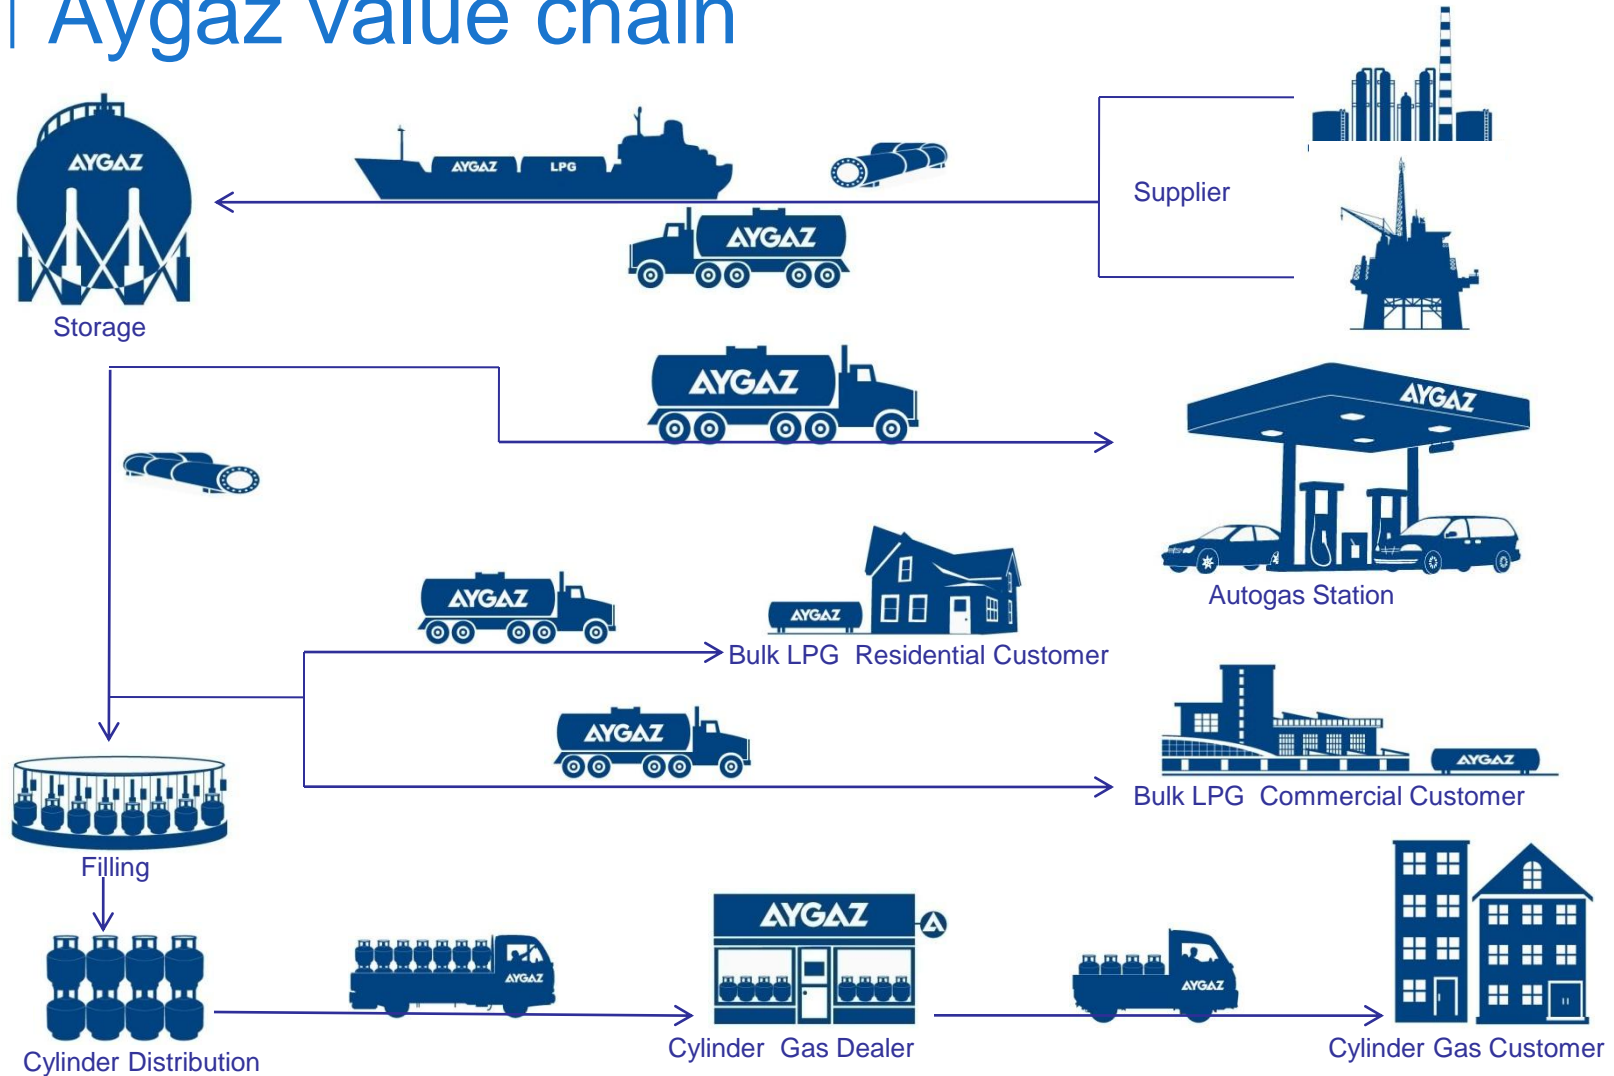 Aygaz value chain
AYGAZ
AYGAZ LPG
Supplier
AYGAZ
Storage
AYGAZ
AYGAZ
Autogas Station
AYGAZ
AYGAZ
Bulk LPG Residential Customer
AYGAZ
AYGAZ
Bulk LPG Commercial Customer
Filling
AYGAZ
AYGAZ
AYGAZ
Cylinder Distribution
Cylinder Gas Dealer
Cylinder Gas Customer